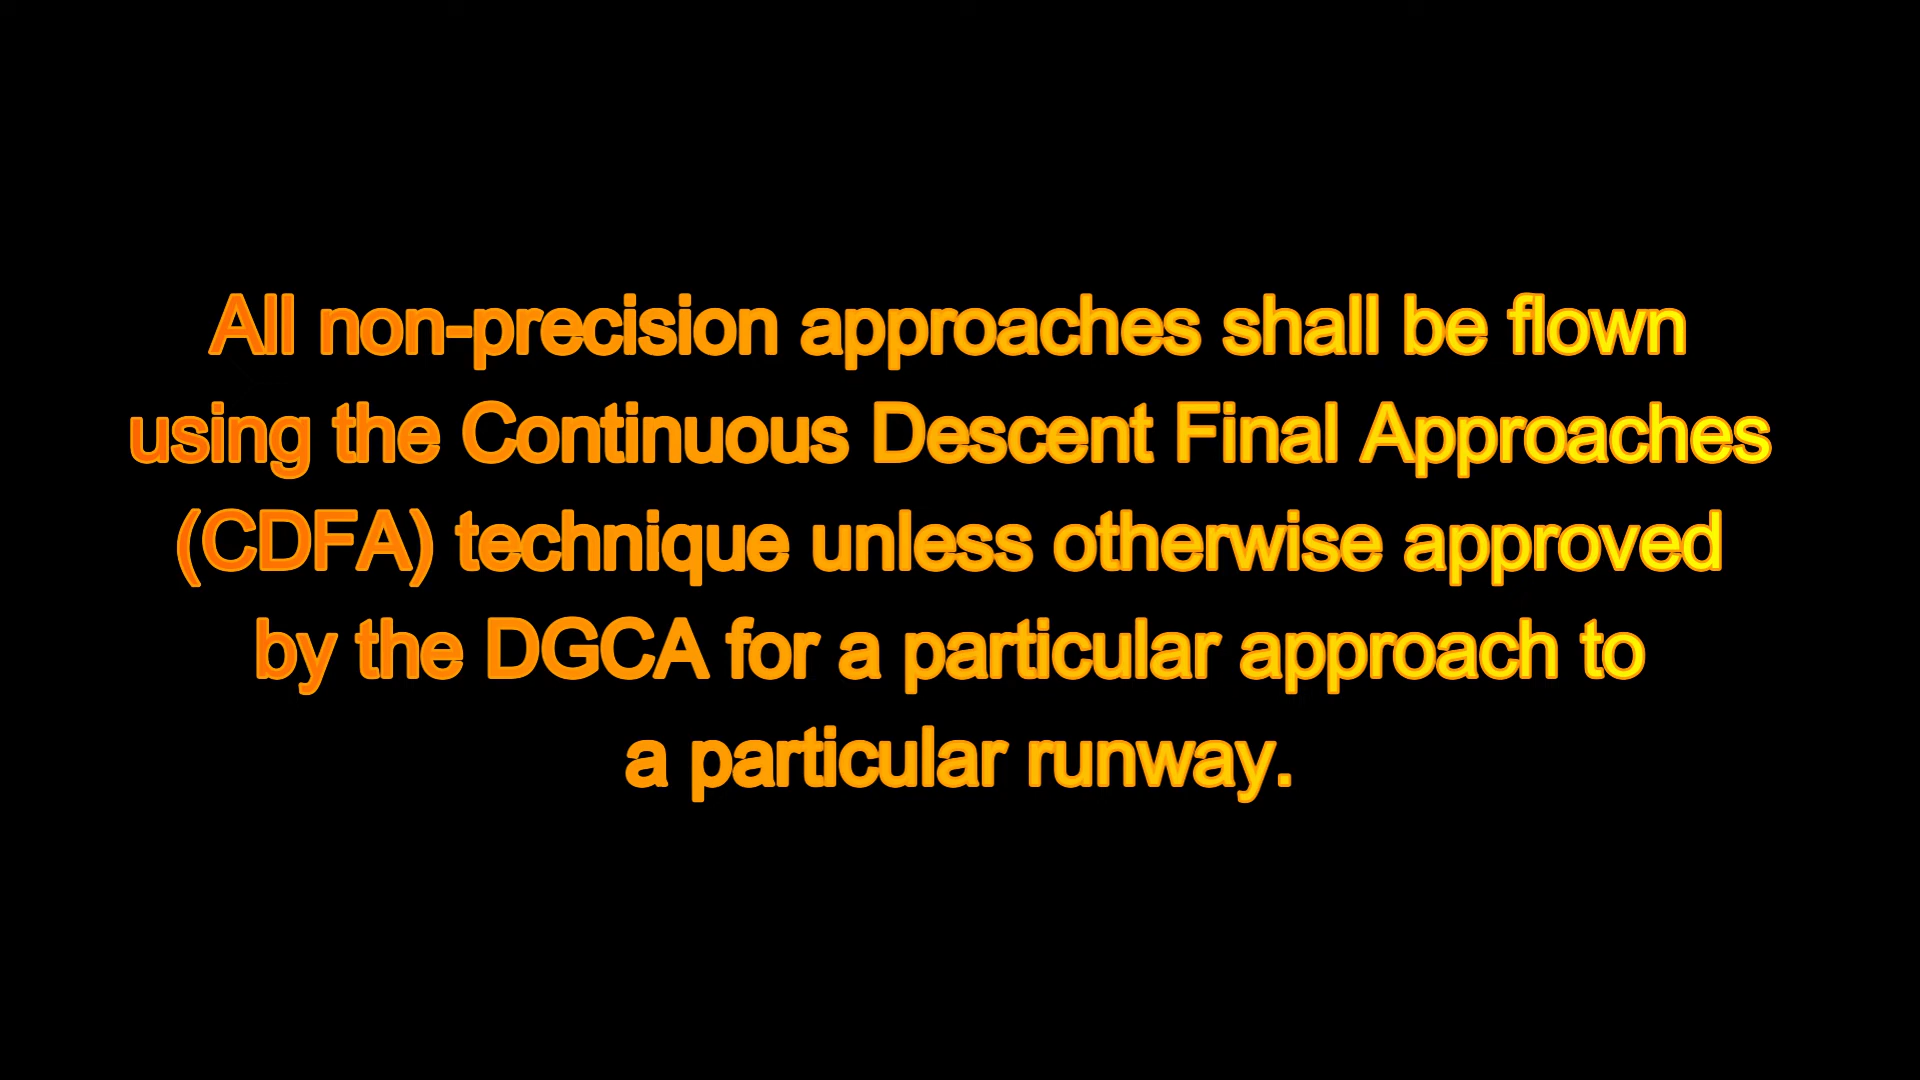 All non-precision approaches shall be flown
using the Continuous Descent Final Approaches
(CDFA) technique unless otherwise approved
by the DGCA for a particular approach to
a particular runway.